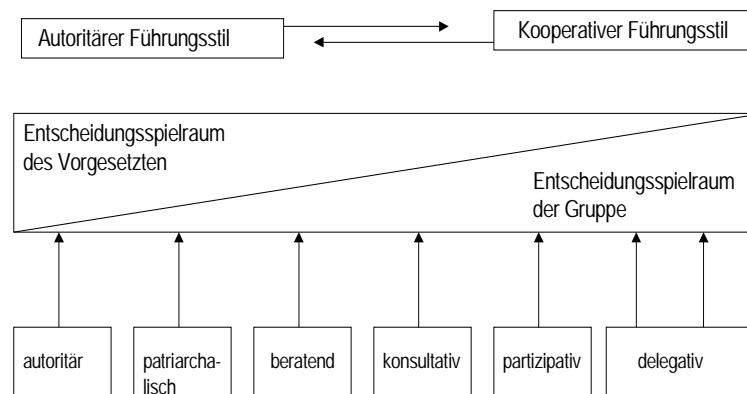 Autoritärer Führungsstil
Kooperativer Führungsstil
Entscheidungsspielraum
des Vorgesetzten
Entscheidungsspielraum
der Gruppe
autoritär
patriarcha-
lisch
beratend
konsultativ
partizipativ
delegativ